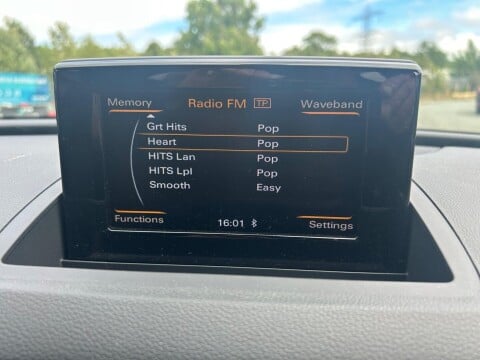 Memory Radio FM TP Waveband
Grt Hits Pop
Heart Pop
HITS Lan Pop
HITS Lpl Pop
Smooth Easy
Functions 16:01 Settings